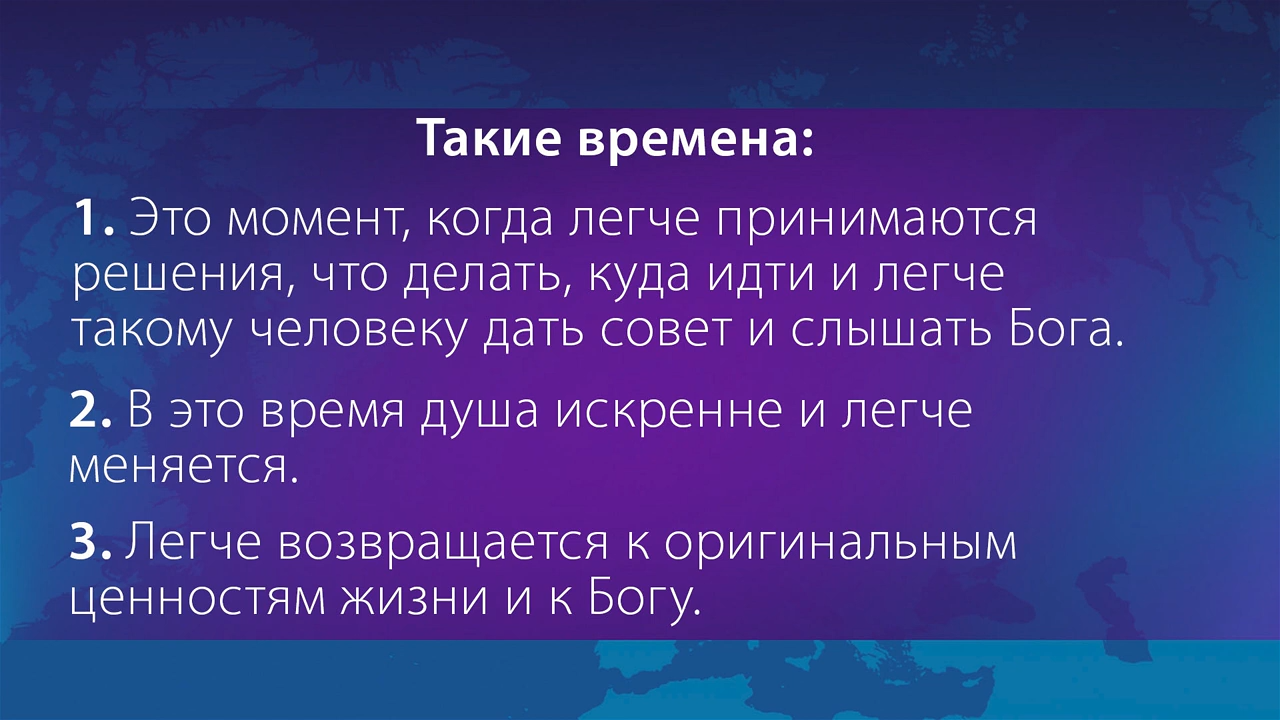 Такие времена:
1. Это момент, когда легче принимаются
решения, что делать, куда идти и легче
такому человеку дать совет и слышать Бога.
2. В это время душа искренне и легче
меняется.
3. Легче возвращается к оригинальным
ценностям жизни и к Богу.